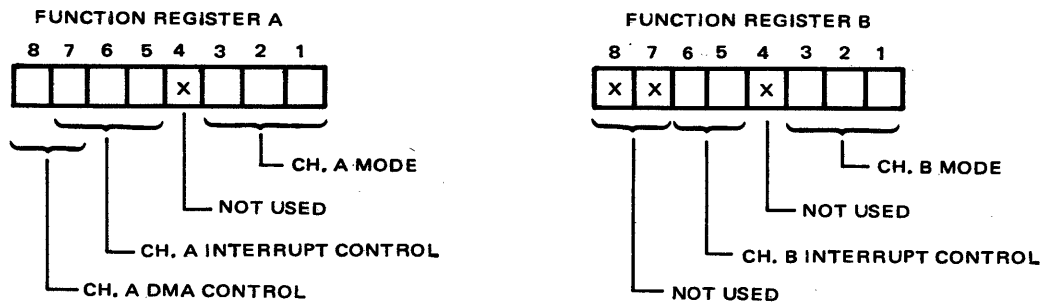 FUNCTION REGISTER A
8 7 6 5 4 3 2 1
X
CH. A MODE
NOT USED
CH. A INTERRUPT CONTROL
CH. A DMA CONTROL
FUNCTION REGISTER B
8 7 6 5 4 3 2 1
X X X
CH. B MODE
NOT USED
CH. B INTERRUPT CONTROL
NOT USED